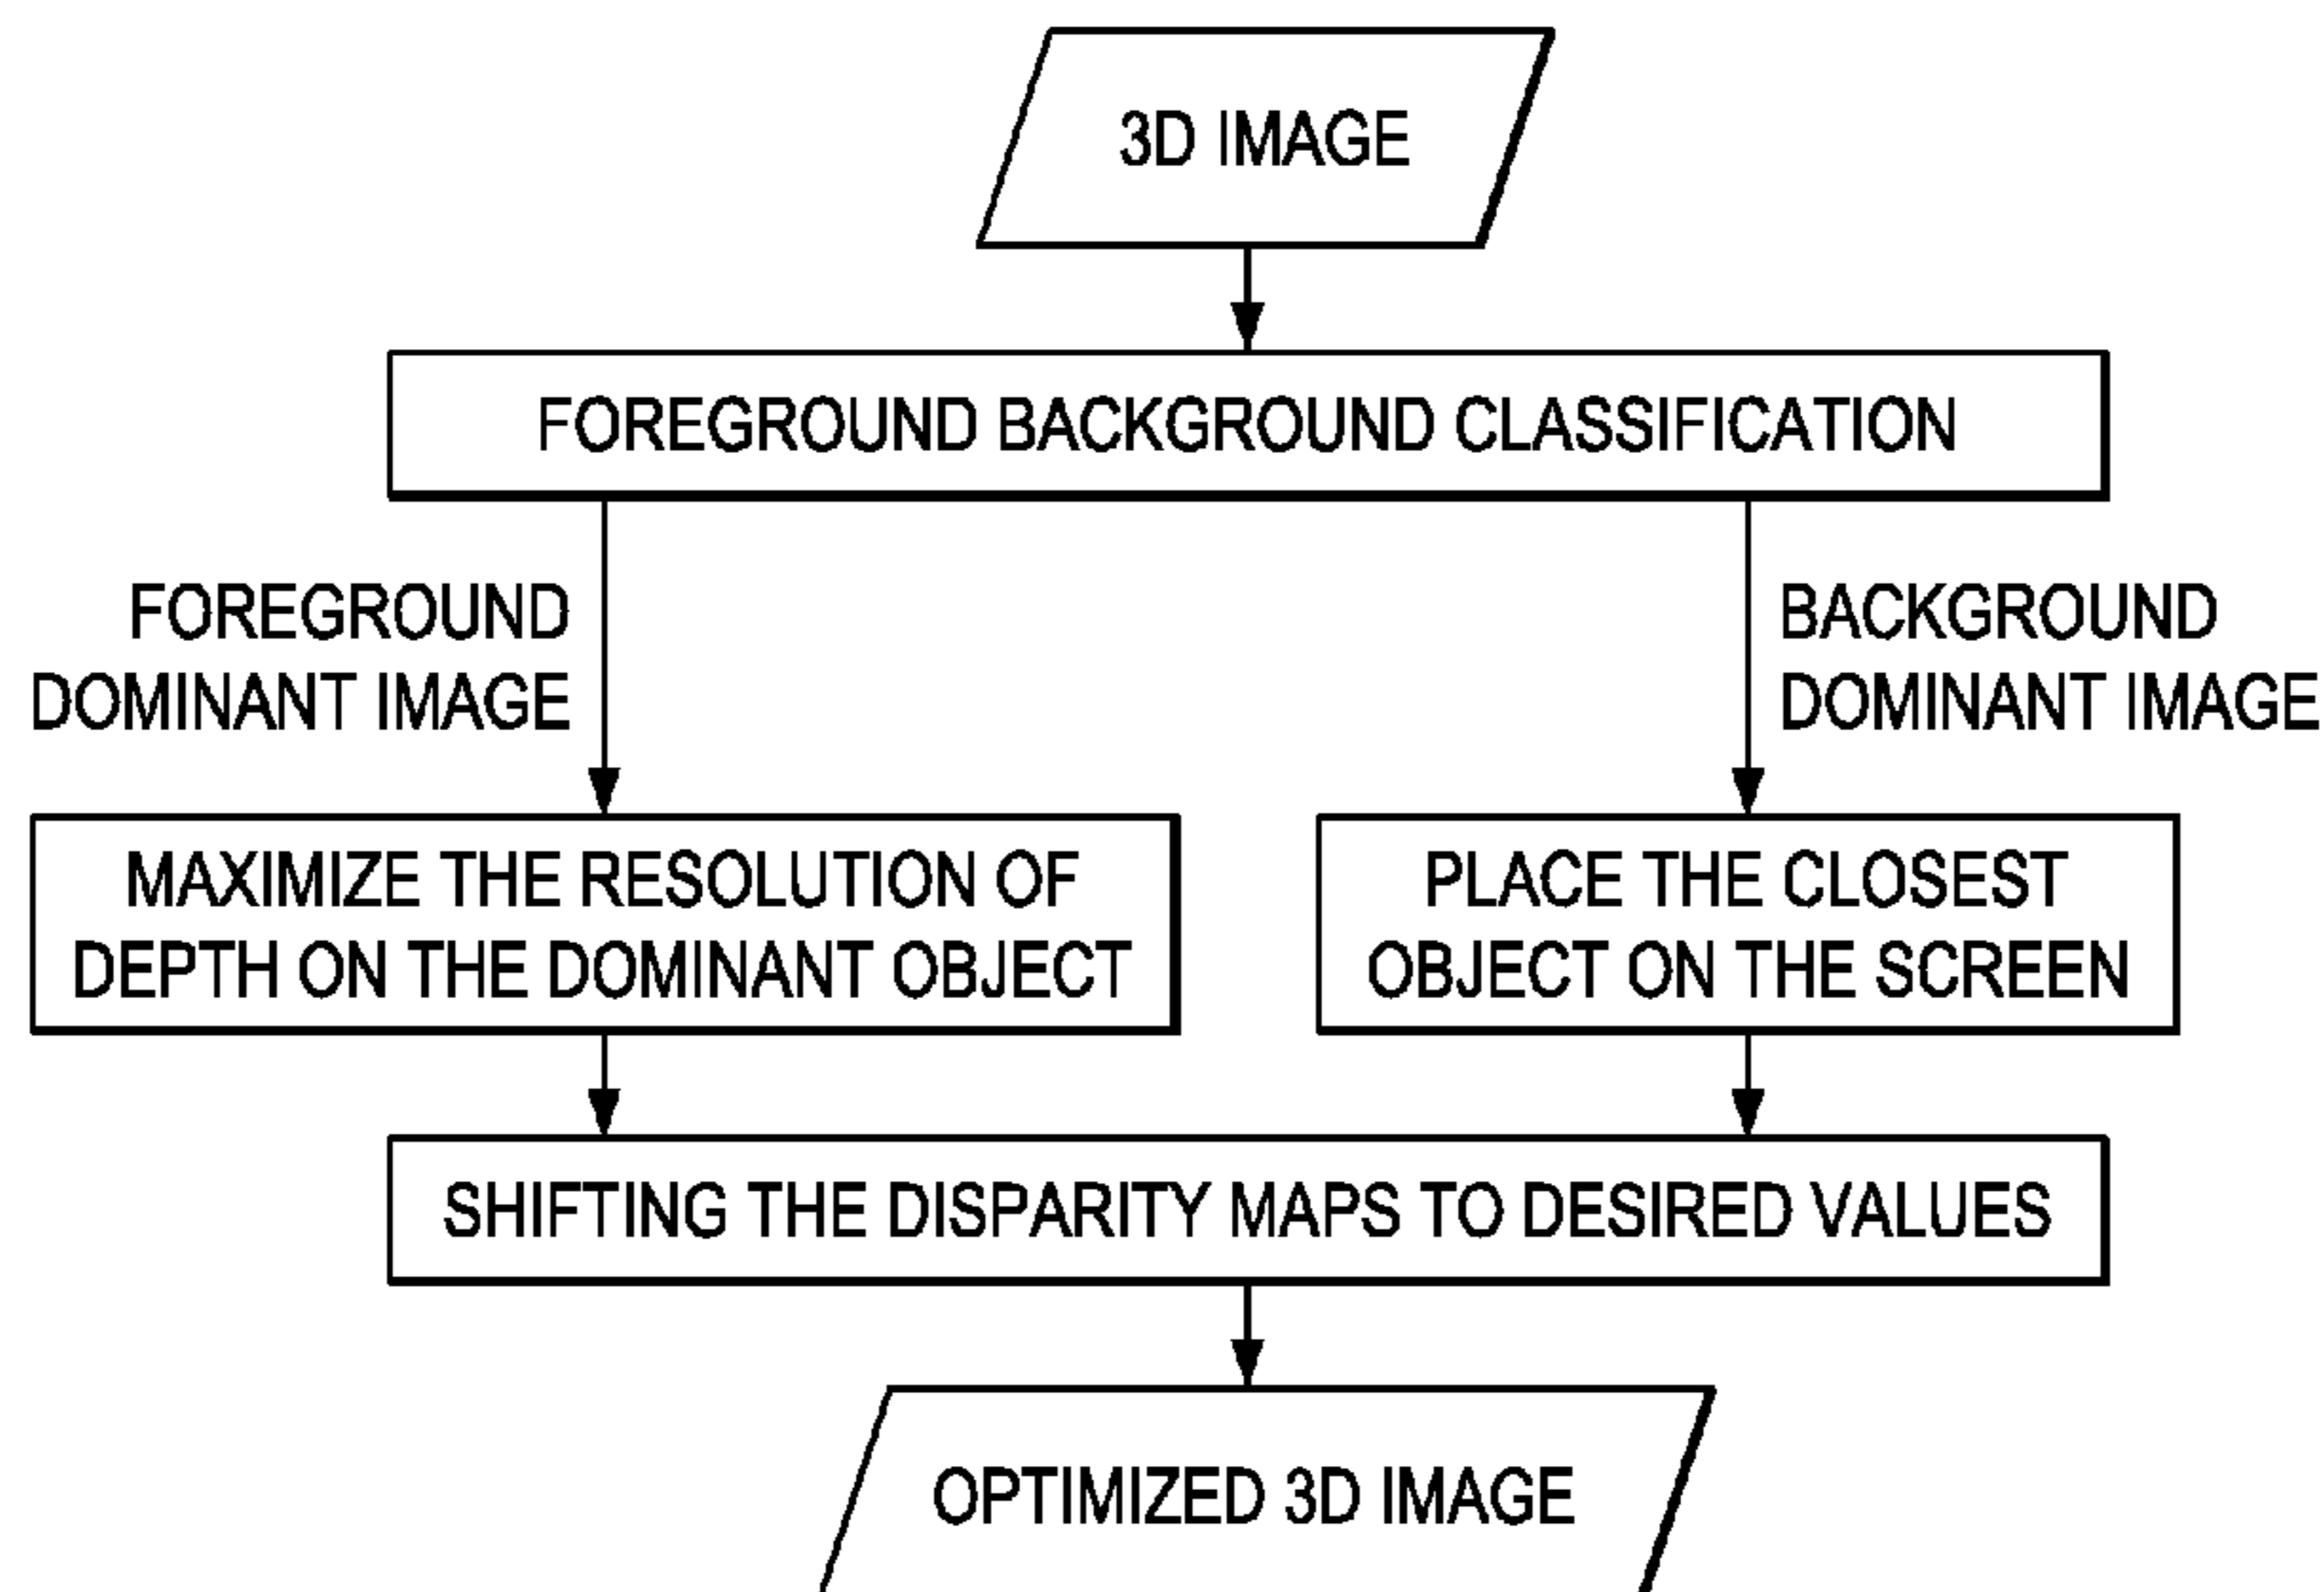 3D IMAGE
FOREGROUND BACKGROUND CLASSIFICATION
FOREGROUND
DOMINANT IMAGE
BACKGROUND
DOMINANT IMAGE
MAXIMIZE THE RESOLUTION OF
DEPTH ON THE DOMINANT OBJECT
PLACE THE CLOSEST
OBJECT ON THE SCREEN
SHIFTING THE DISPARITY MAPS TO DESIRED VALUES
OPTIMIZED 3D IMAGE